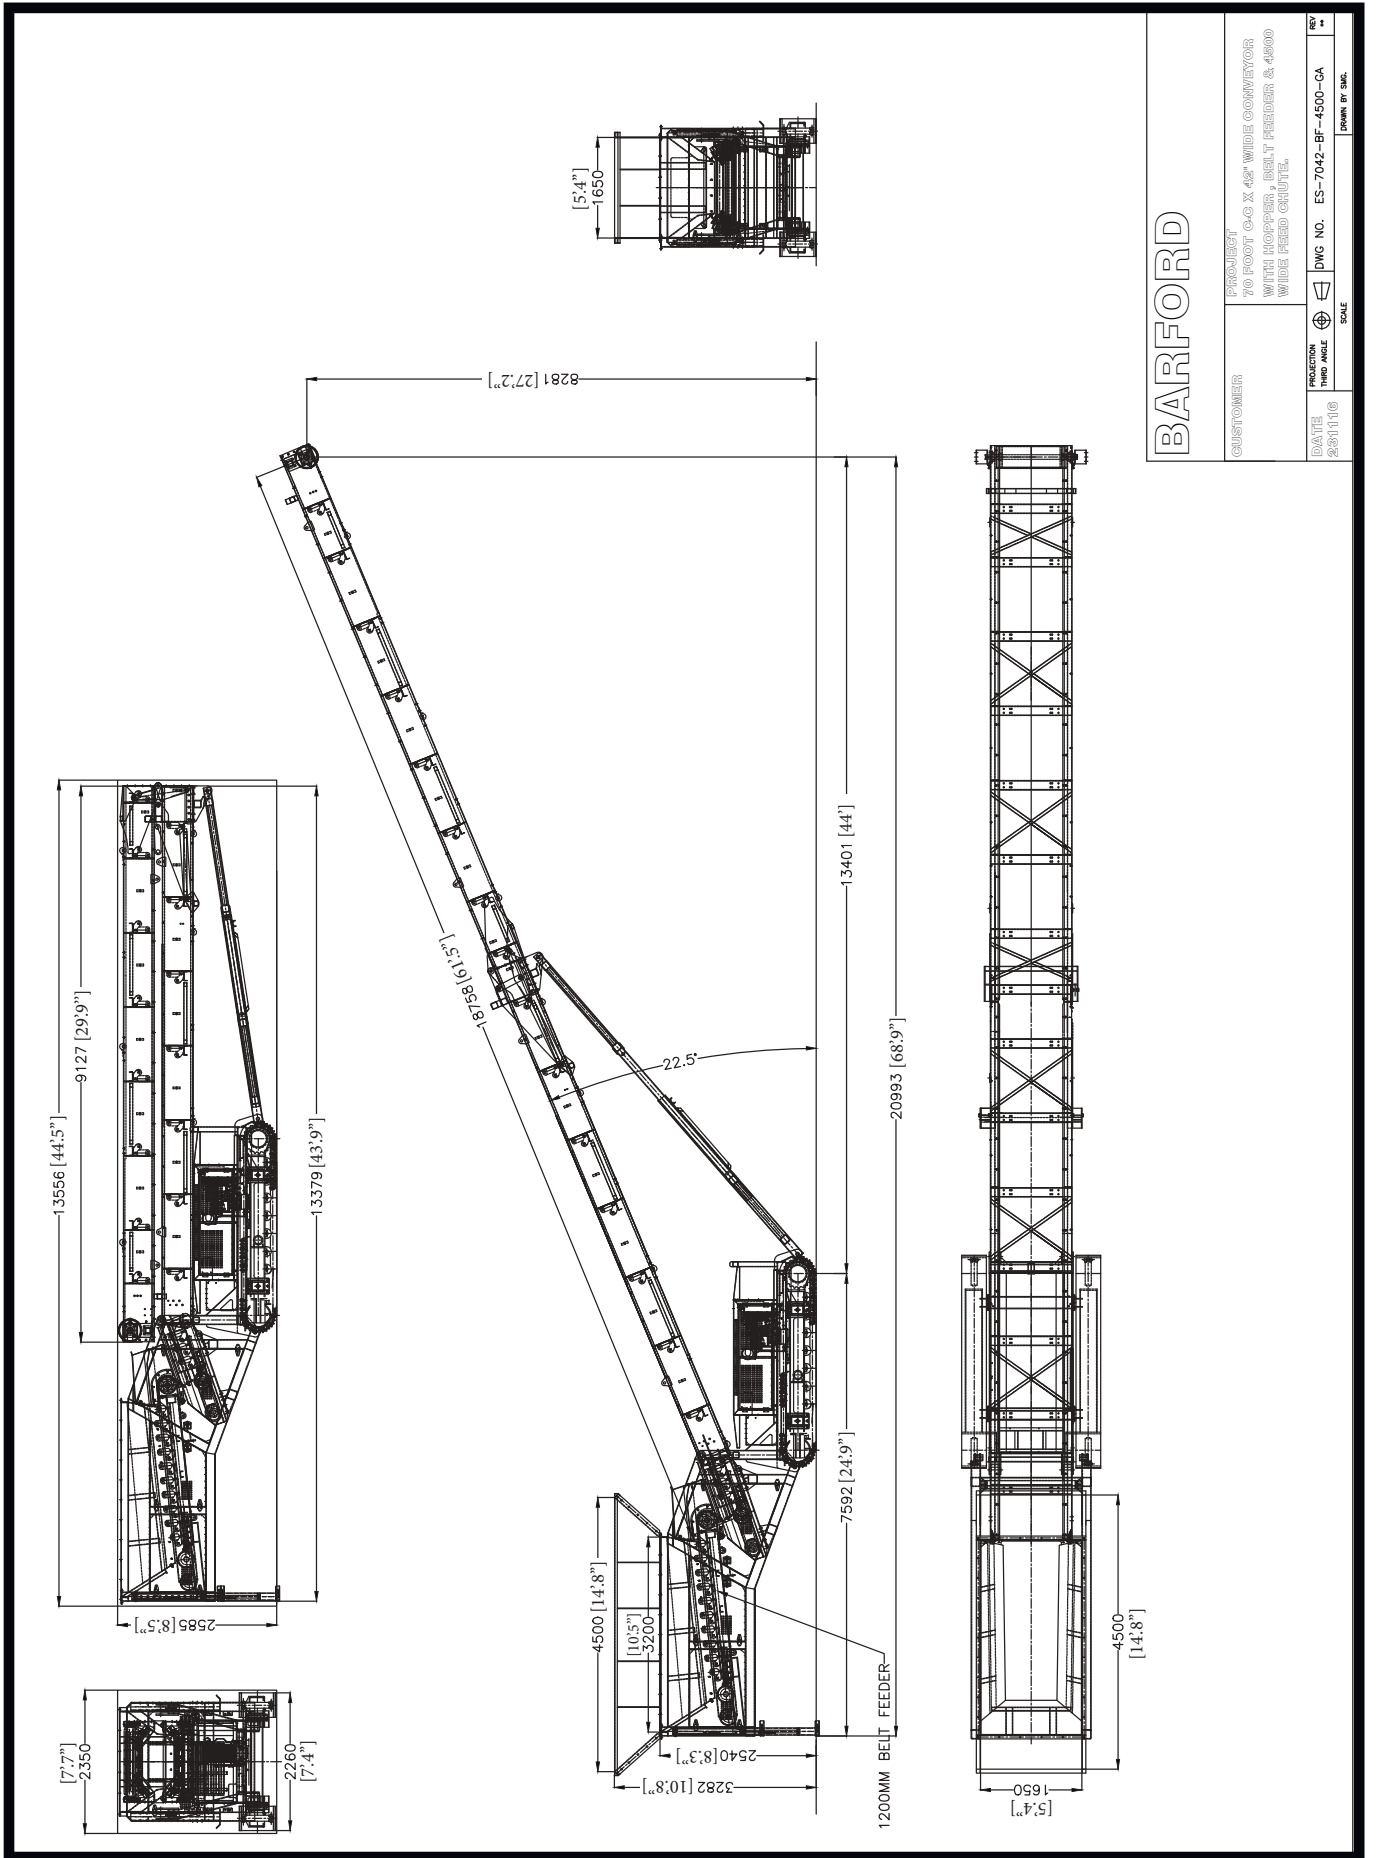 BARFORD
CUSTOMER
PROJECT
70 FOOT C-C X 42" WIDE CONVEYOR
WITH HOPPER , BELT FEEDER & 4500
WIDE FEED CHUTE.
DATE
231116
PROJECTION
THIRD ANGLE
DWG NO. ES-7042-BF-4500-GA
REV
**
SCALE
DRAWN BY SMG.
[5'.4"]
1650
8281 [27'.2"]
18758 [61'.5"]
22.5°
13401 [44']
20993 [68'.9"]
7592 [24'.9"]
4500 [14'.8"]
[10'.5"]
3200
2540 [8'.3"]
3282 [10'.8"]
1200MM BELT FEEDER
13556 [44'.5"]
9127 [29'.9"]
13379 [43'.9"]
2585 [8'.5"]
[7'.7"]
2350
2260
[7'.4"]
4500
[14'.8"]
1650
[5'.4"]